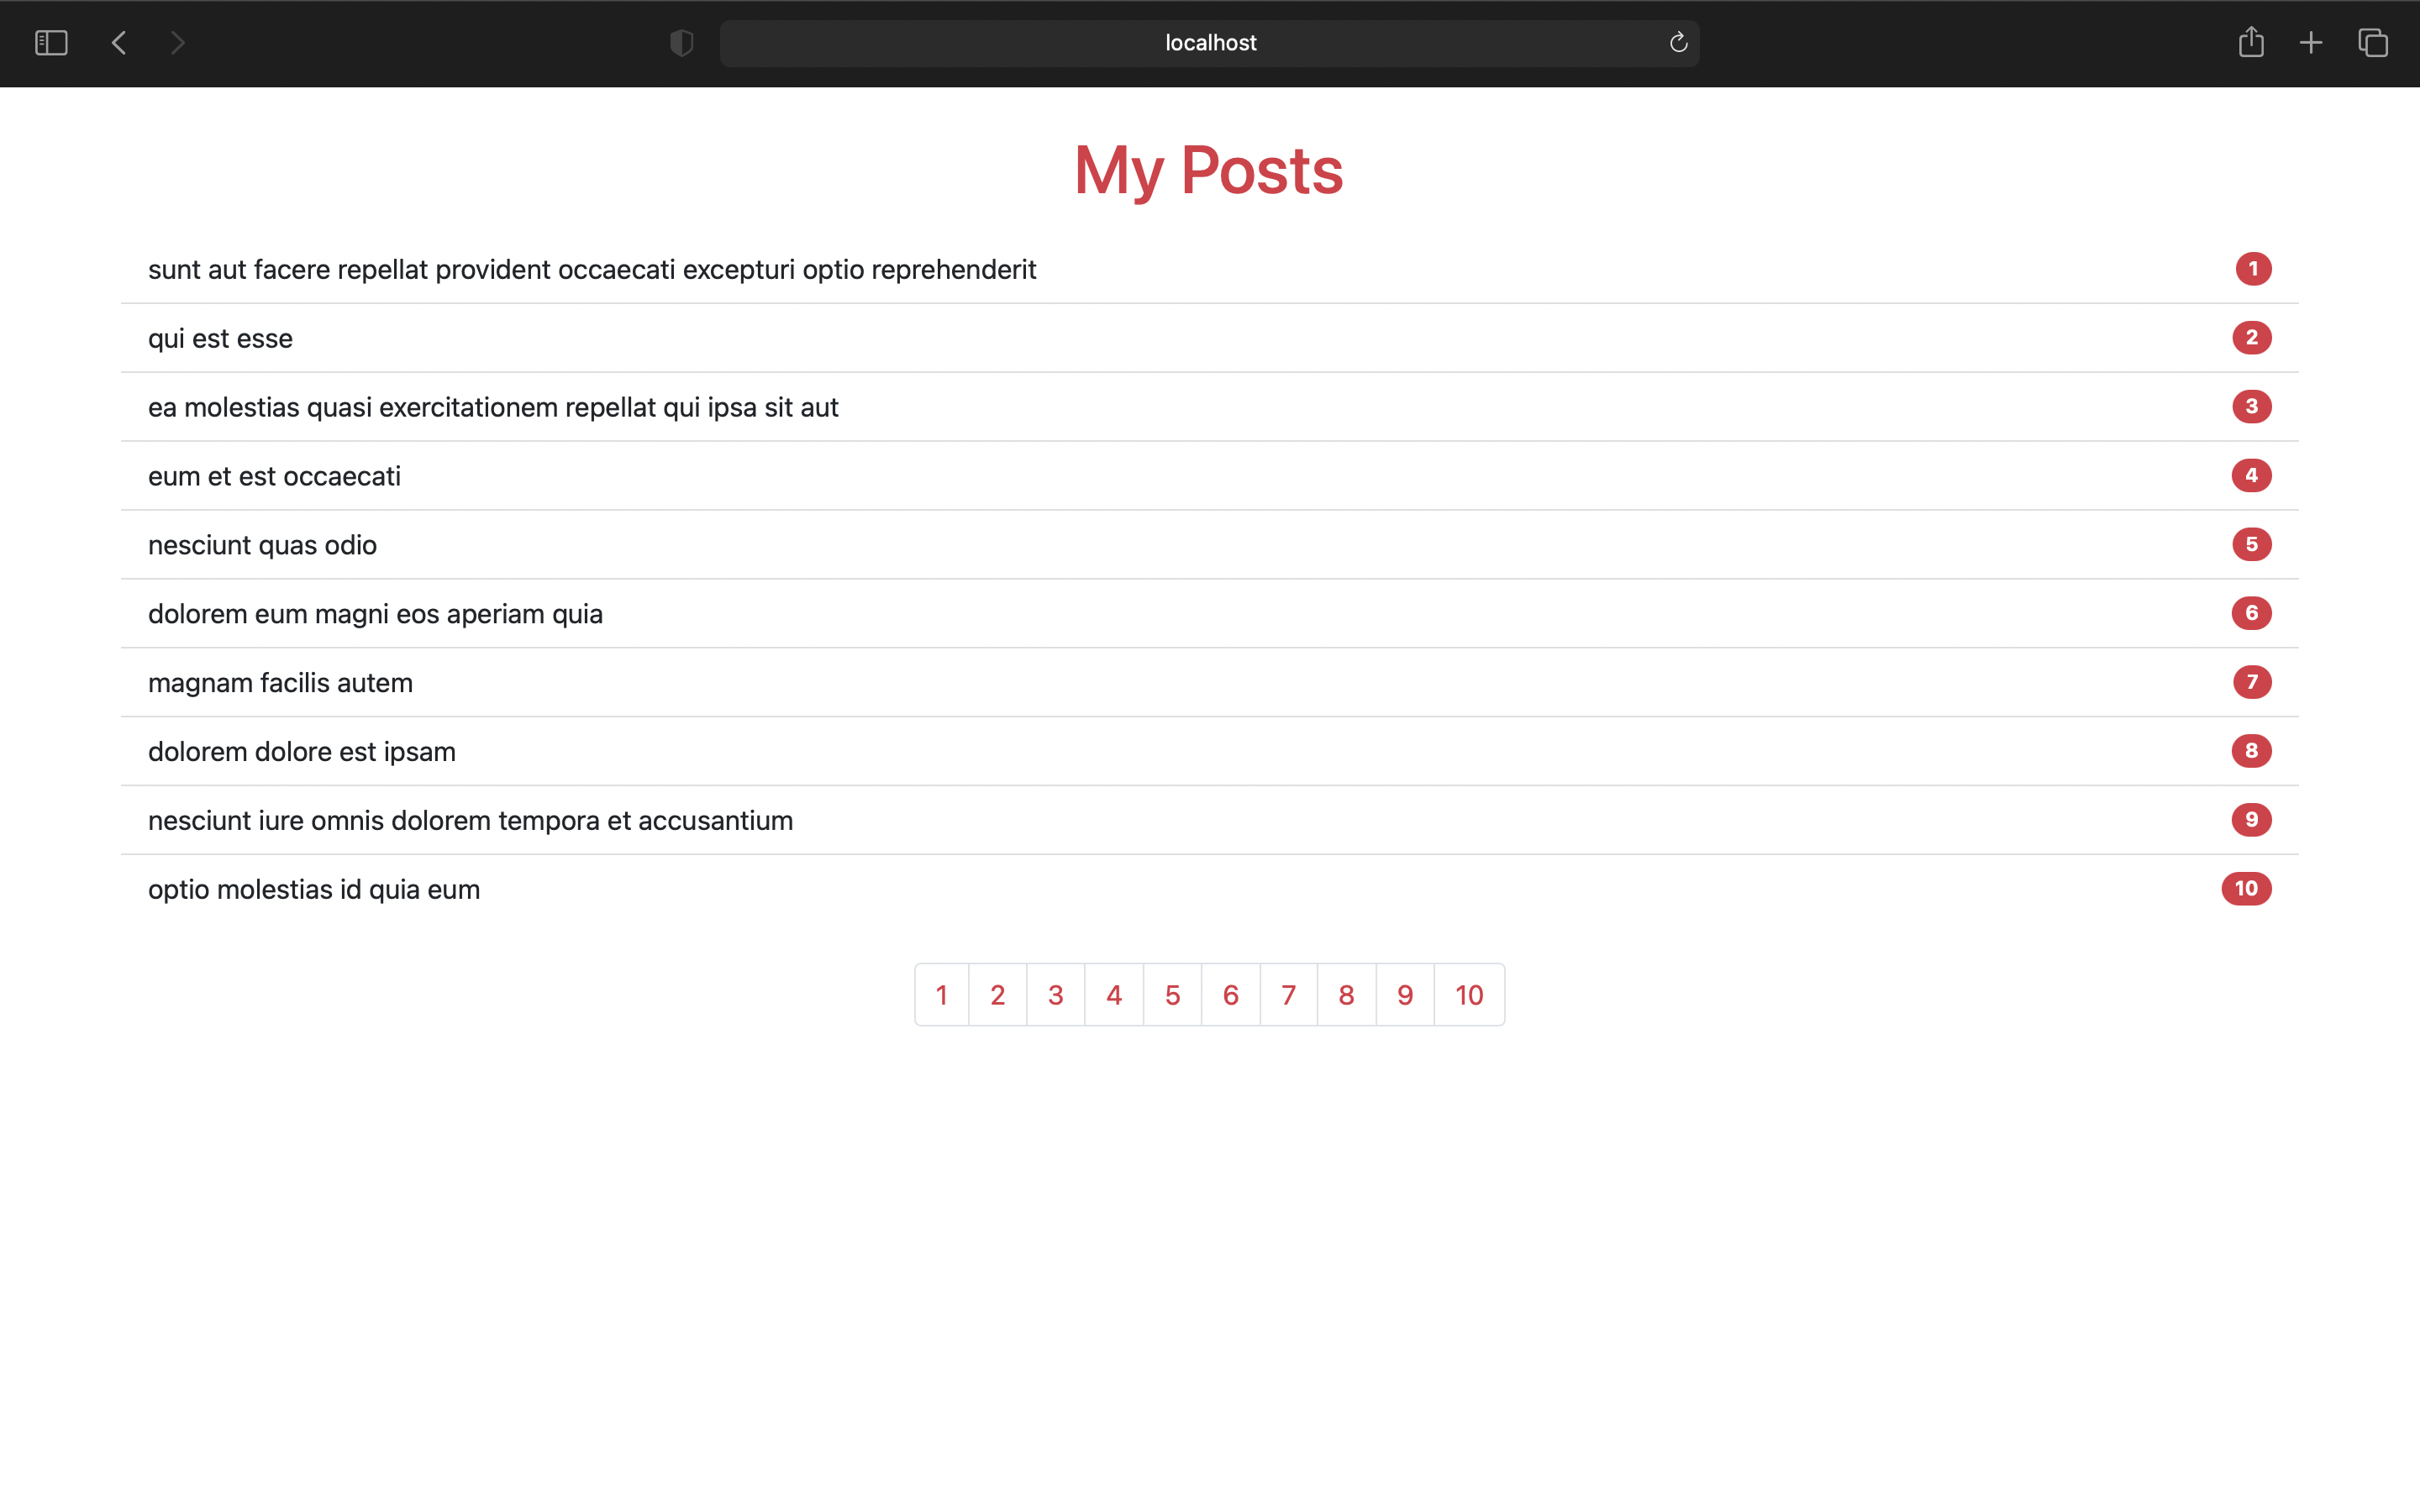 localhost
My Posts
sunt aut facere repellat provident occaecati excepturi optio reprehenderit 1
qui est esse 2
ea molestias quasi exercitationem repellat qui ipsa sit aut 3
eum et est occaecati 4
nesciunt quas odio 5
dolorem eum magni eos aperiam quia 6
magnam facilis autem 7
dolorem dolore est ipsam 8
nesciunt iure omnis dolorem tempora et accusantium 9
optio molestias id quia eum 10
1 2 3 4 5 6 7 8 9 10